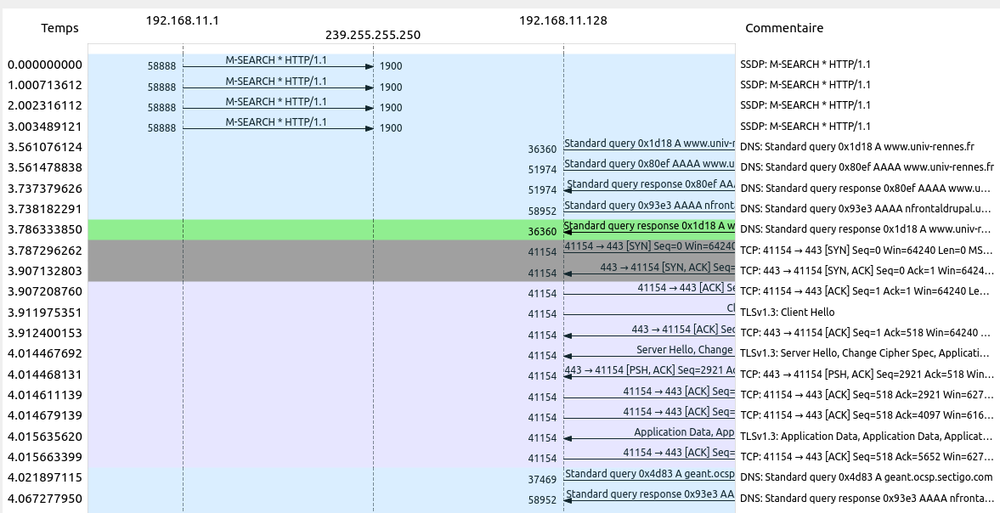 192.168.11.1 192.168.11.128
Temps 239.255.255.250 Commentaire
0.000000000 58888 M-SEARCH * HTTP/1.1 1900 SSDP: M-SEARCH * HTTP/1.1
1.000713612 58888 M-SEARCH * HTTP/1.1 1900 SSDP: M-SEARCH * HTTP/1.1
2.002316112 58888 M-SEARCH * HTTP/1.1 1900 SSDP: M-SEARCH * HTTP/1.1
3.003489121 58888 M-SEARCH * HTTP/1.1 1900 SSDP: M-SEARCH * HTTP/1.1
3.561076124 36360 Standard query 0x1d18 A www.univ-r DNS: Standard query 0x1d18 A www.univ-rennes.fr
3.561478838 51974 Standard query 0x80ef AAAA www.u DNS: Standard query 0x80ef AAAA www.univ-rennes.fr
3.737379626 51974 Standard query response 0x80ef AA DNS: Standard query response 0x80ef AAAA www.u...
3.738182291 58952 Standard query 0x93e3 AAAA nfront DNS: Standard query 0x93e3 AAAA nfrontaldrupal.u...
3.786333850 36360 Standard query response 0x1d18 A w DNS: Standard query response 0x1d18 A www.univ-r...
3.787296262 41154 41154 → 443 [SYN] Seq=0 Win=64240 TCP: 41154 → 443 [SYN] Seq=0 Win=64240 Len=0 MS...
3.907132803 41154 443 → 41154 [SYN, ACK] Seq= TCP: 443 → 41154 [SYN, ACK] Seq=0 Ack=1 Win=6424...
3.907208760 41154 41154 → 443 [ACK] Se TCP: 41154 → 443 [ACK] Seq=1 Ack=1 Win=64240 Le...
3.911975351 41154 Cl TLSv1.3: Client Hello
3.912400153 41154 443 → 41154 [ACK] Sec TCP: 443 → 41154 [ACK] Seq=1 Ack=518 Win=64240 ...
4.014467692 41154 Server Hello, Change TLSv1.3: Server Hello, Change Cipher Spec, Applicati...
4.014468131 41154 443 → 41154 [PSH, ACK] Seq=2921 Ac TCP: 443 → 41154 [PSH, ACK] Seq=2921 Ack=518 Win...
4.014611139 41154 41154 → 443 [ACK] Seq= TCP: 41154 → 443 [ACK] Seq=518 Ack=2921 Win=627...
4.014679139 41154 41154 → 443 [ACK] Seq= TCP: 41154 → 443 [ACK] Seq=518 Ack=4097 Win=616...
4.015635620 41154 Application Data, App TLSv1.3: Application Data, Application Data, Applicat...
4.015663399 41154 41154 → 443 [ACK] Seq= TCP: 41154 → 443 [ACK] Seq=518 Ack=5652 Win=627...
4.021897115 37469 Standard query 0x4d83 A geant.ocsp DNS: Standard query 0x4d83 A geant.ocsp.sectigo.com
4.067277950 58952 Standard query response 0x93e3 AA DNS: Standard query response 0x93e3 AAAA nfronta...